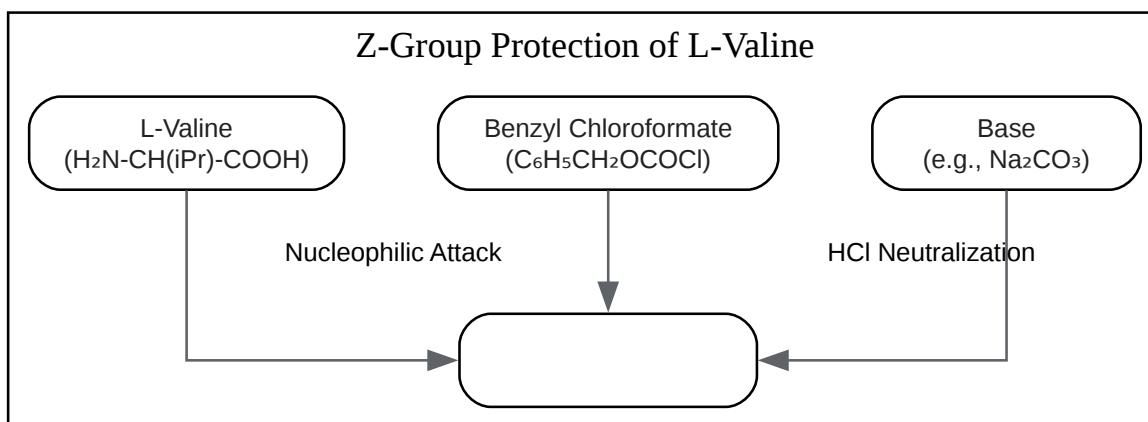 Z-Group Protection of L-Valine
L-Valine
(H₂N-CH(iPr)-COOH)
Benzyl Chloroformate
(C₆H₅CH₂OCOCl)
Base
(e.g., Na₂CO₃)
Nucleophilic Attack
HCl Neutralization